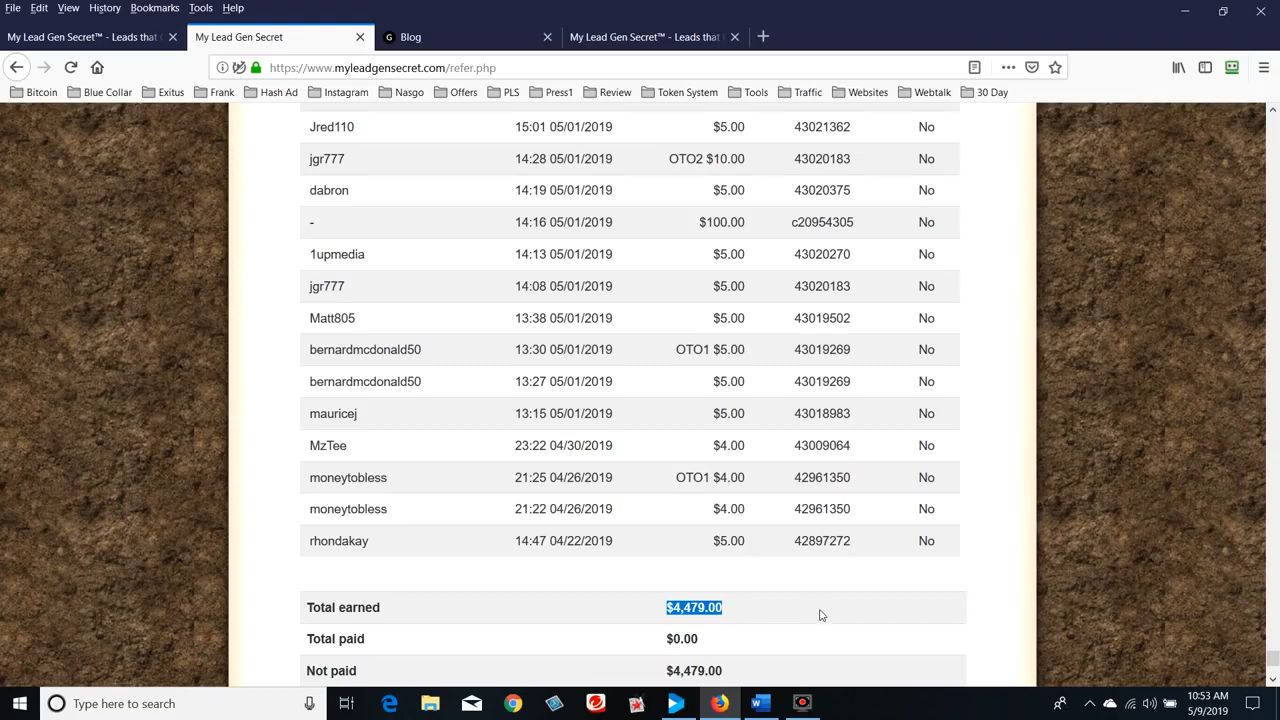 File Edit View History Bookmarks Tools Help
My Lead Gen Secret™ - Leads that C
My Lead Gen Secret
Blog
My Lead Gen Secret™ - Leads that C
https://www.myleadgensecret.com/refer.php
Bitcoin Blue Collar Exitus Frank Hash Ad Instagram Nasgo Offers PLS Press1 Review Token System Tools Traffic Websites Webtalk 30 Day
Jred110 15:01 05/01/2019 $5.00 43021362 No
jgr777 14:28 05/01/2019 OTO2 $10.00 43020183 No
dabron 14:19 05/01/2019 $5.00 43020375 No
- 14:16 05/01/2019 $100.00 c20954305 No
1upmedia 14:13 05/01/2019 $5.00 43020270 No
jgr777 14:08 05/01/2019 $5.00 43020183 No
Matt805 13:38 05/01/2019 $5.00 43019502 No
bernardmcdonald50 13:30 05/01/2019 OTO1 $5.00 43019269 No
bernardmcdonald50 13:27 05/01/2019 $5.00 43019269 No
mauricej 13:15 05/01/2019 $5.00 43018983 No
MzTee 23:22 04/30/2019 $4.00 43009064 No
moneytobless 21:25 04/26/2019 OTO1 $4.00 42961350 No
moneytobless 21:22 04/26/2019 $4.00 42961350 No
rhondakay 14:47 04/22/2019 $5.00 42897272 No
Total earned $4,479.00
Total paid $0.00
Not paid $4,479.00
Type here to search
10:53 AM
5/9/2019